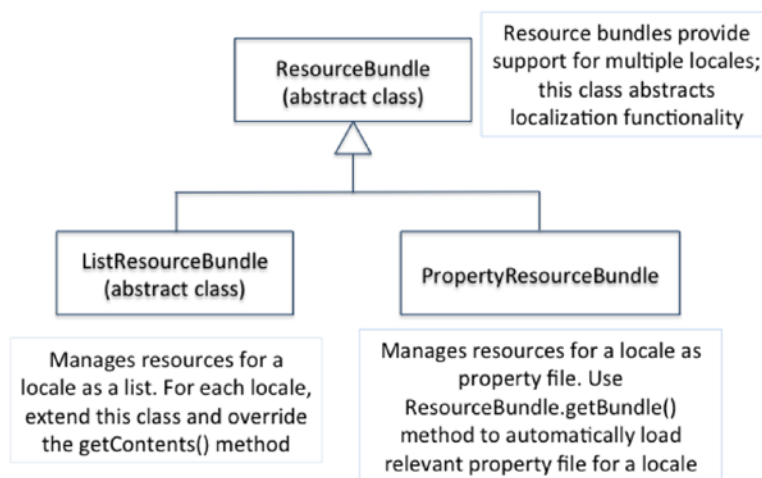 ResourceBundle
(abstract class)
Resource bundles provide
support for multiple locales;
this class abstracts
localization functionality
ListResourceBundle
(abstract class)
PropertyResourceBundle
Manages resources for a
locale as a list. For each locale,
extend this class and override
the getContents() method
Manages resources for a locale as
property file. Use
ResourceBundle.getBundle()
method to automatically load
relevant property file for a locale